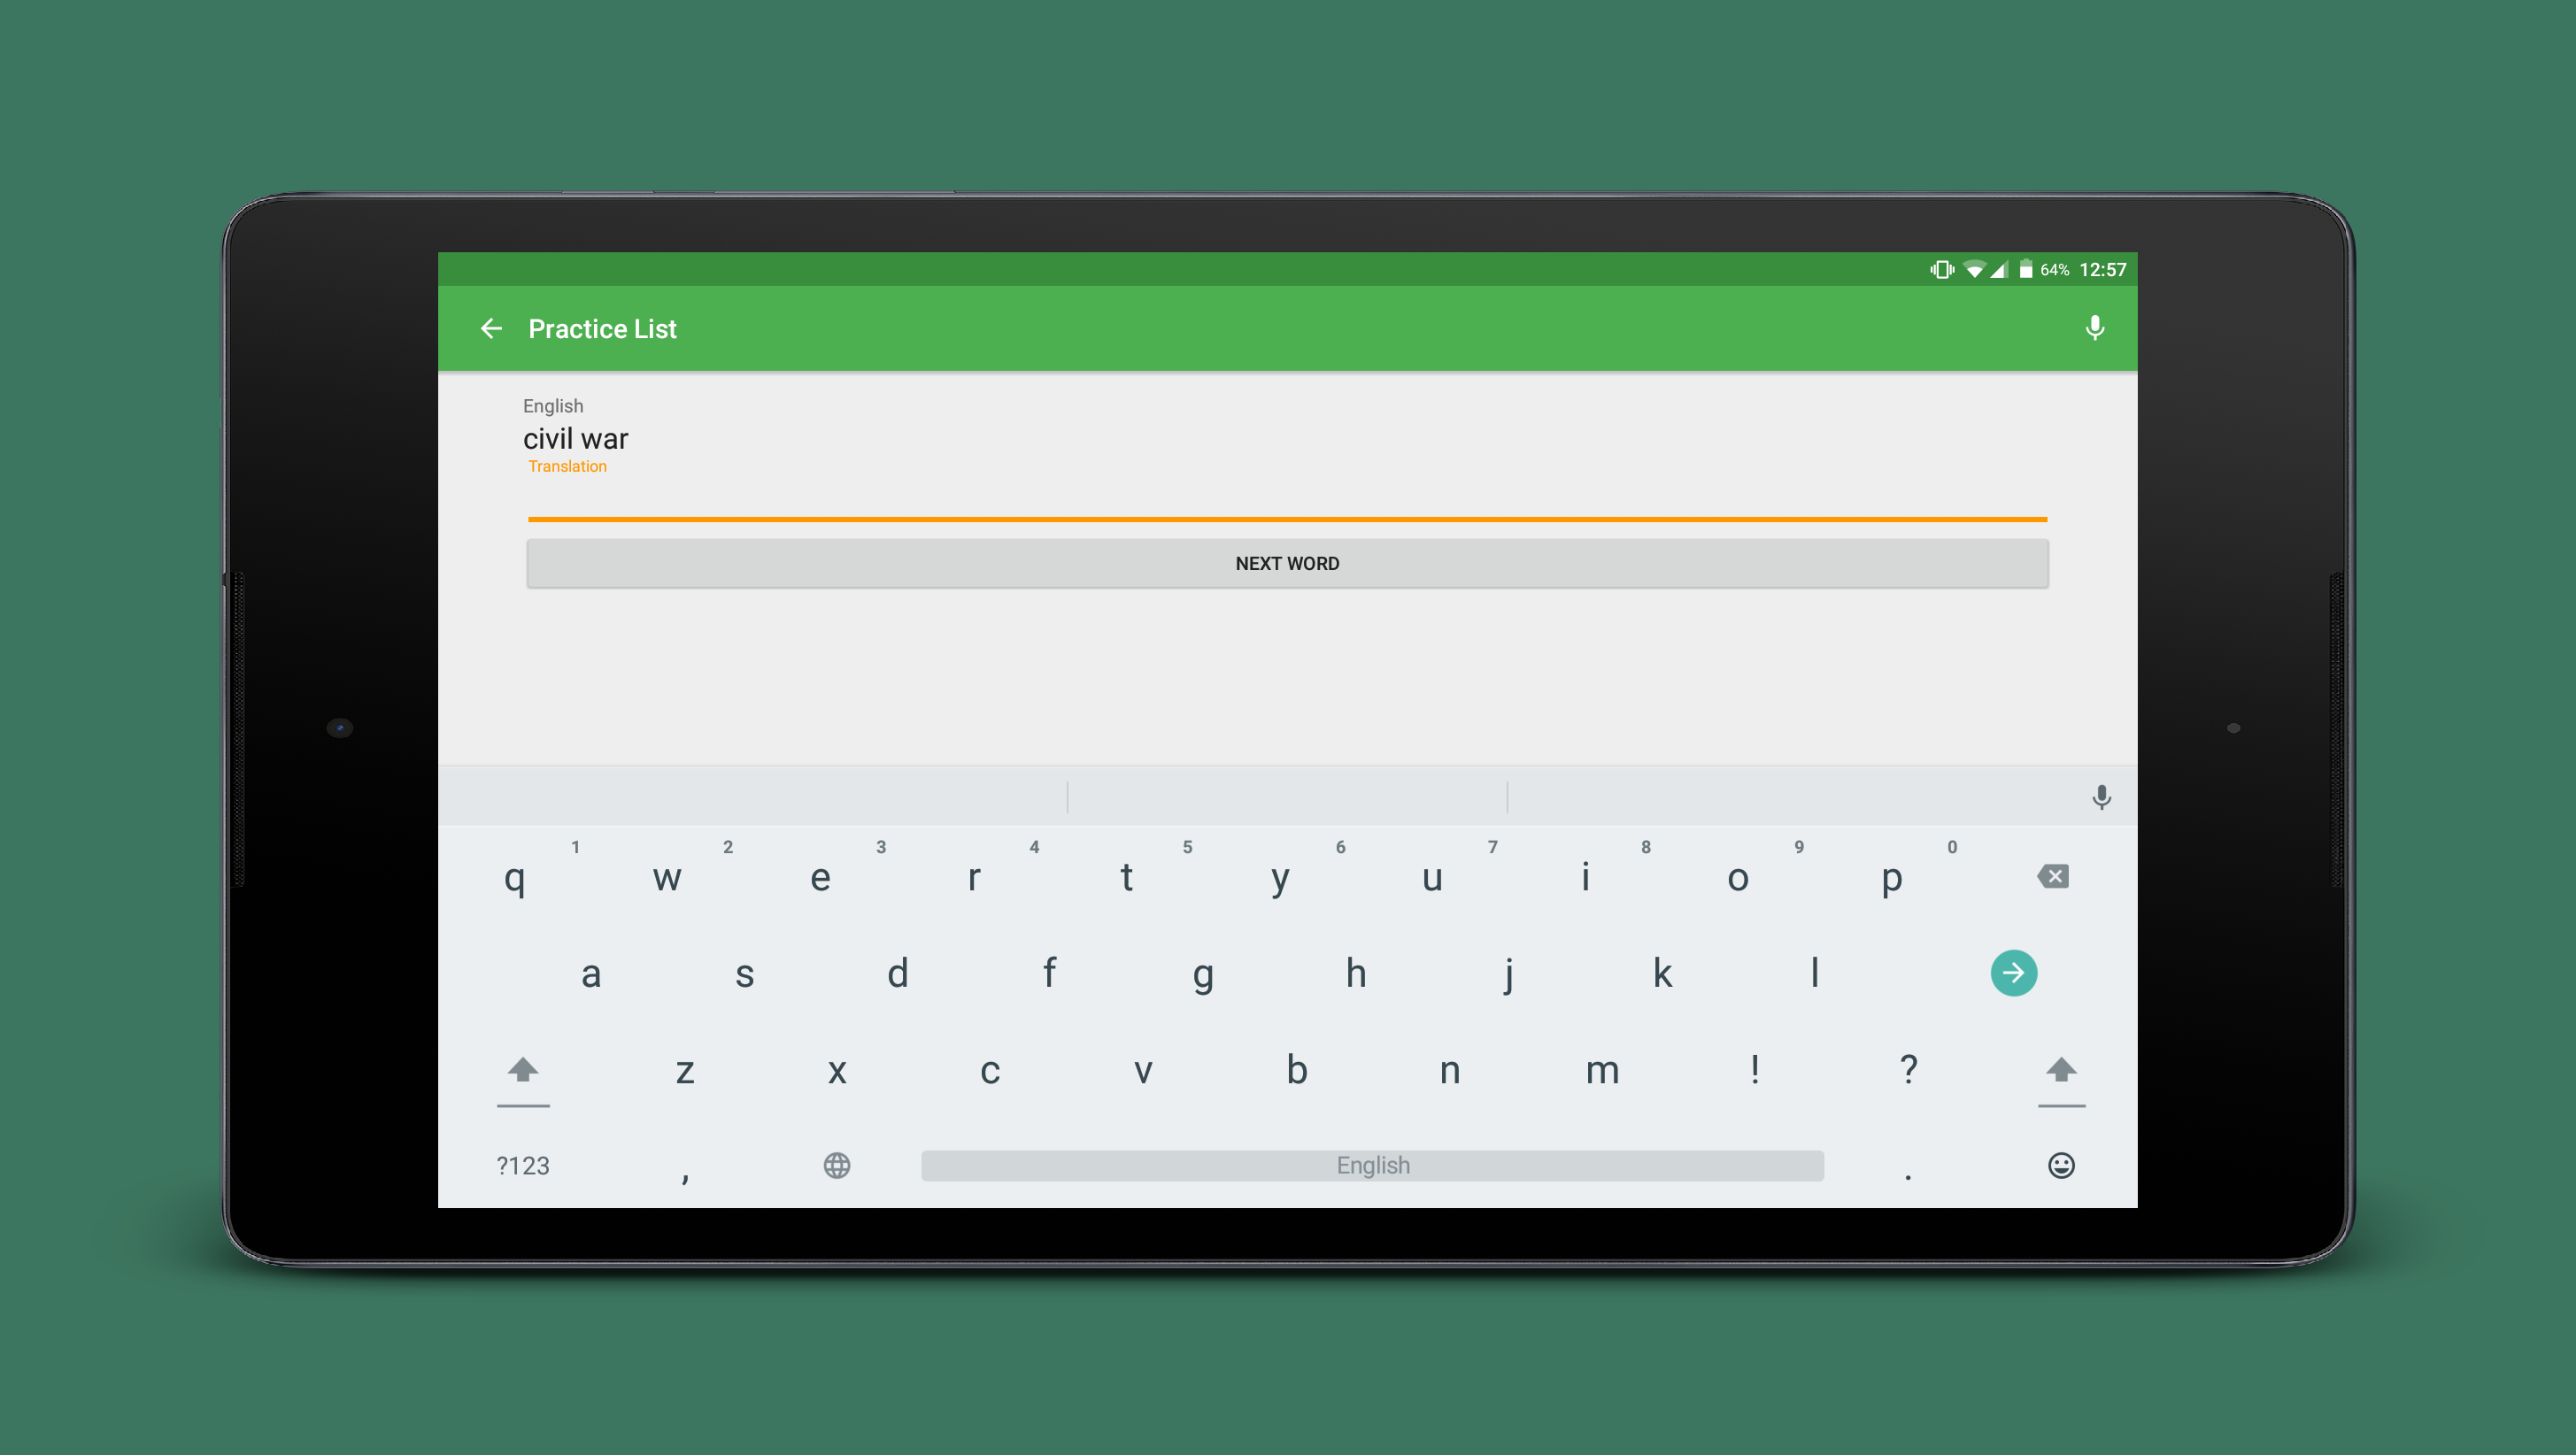 64% 12:57
Practice List
English
civil war
Translation
NEXT WORD
1 2 3 4 5 6 7 8 9 0
q w e r t y u i o p
a s d f g h j k l
z x c v b n m ! ?
?123 , English .